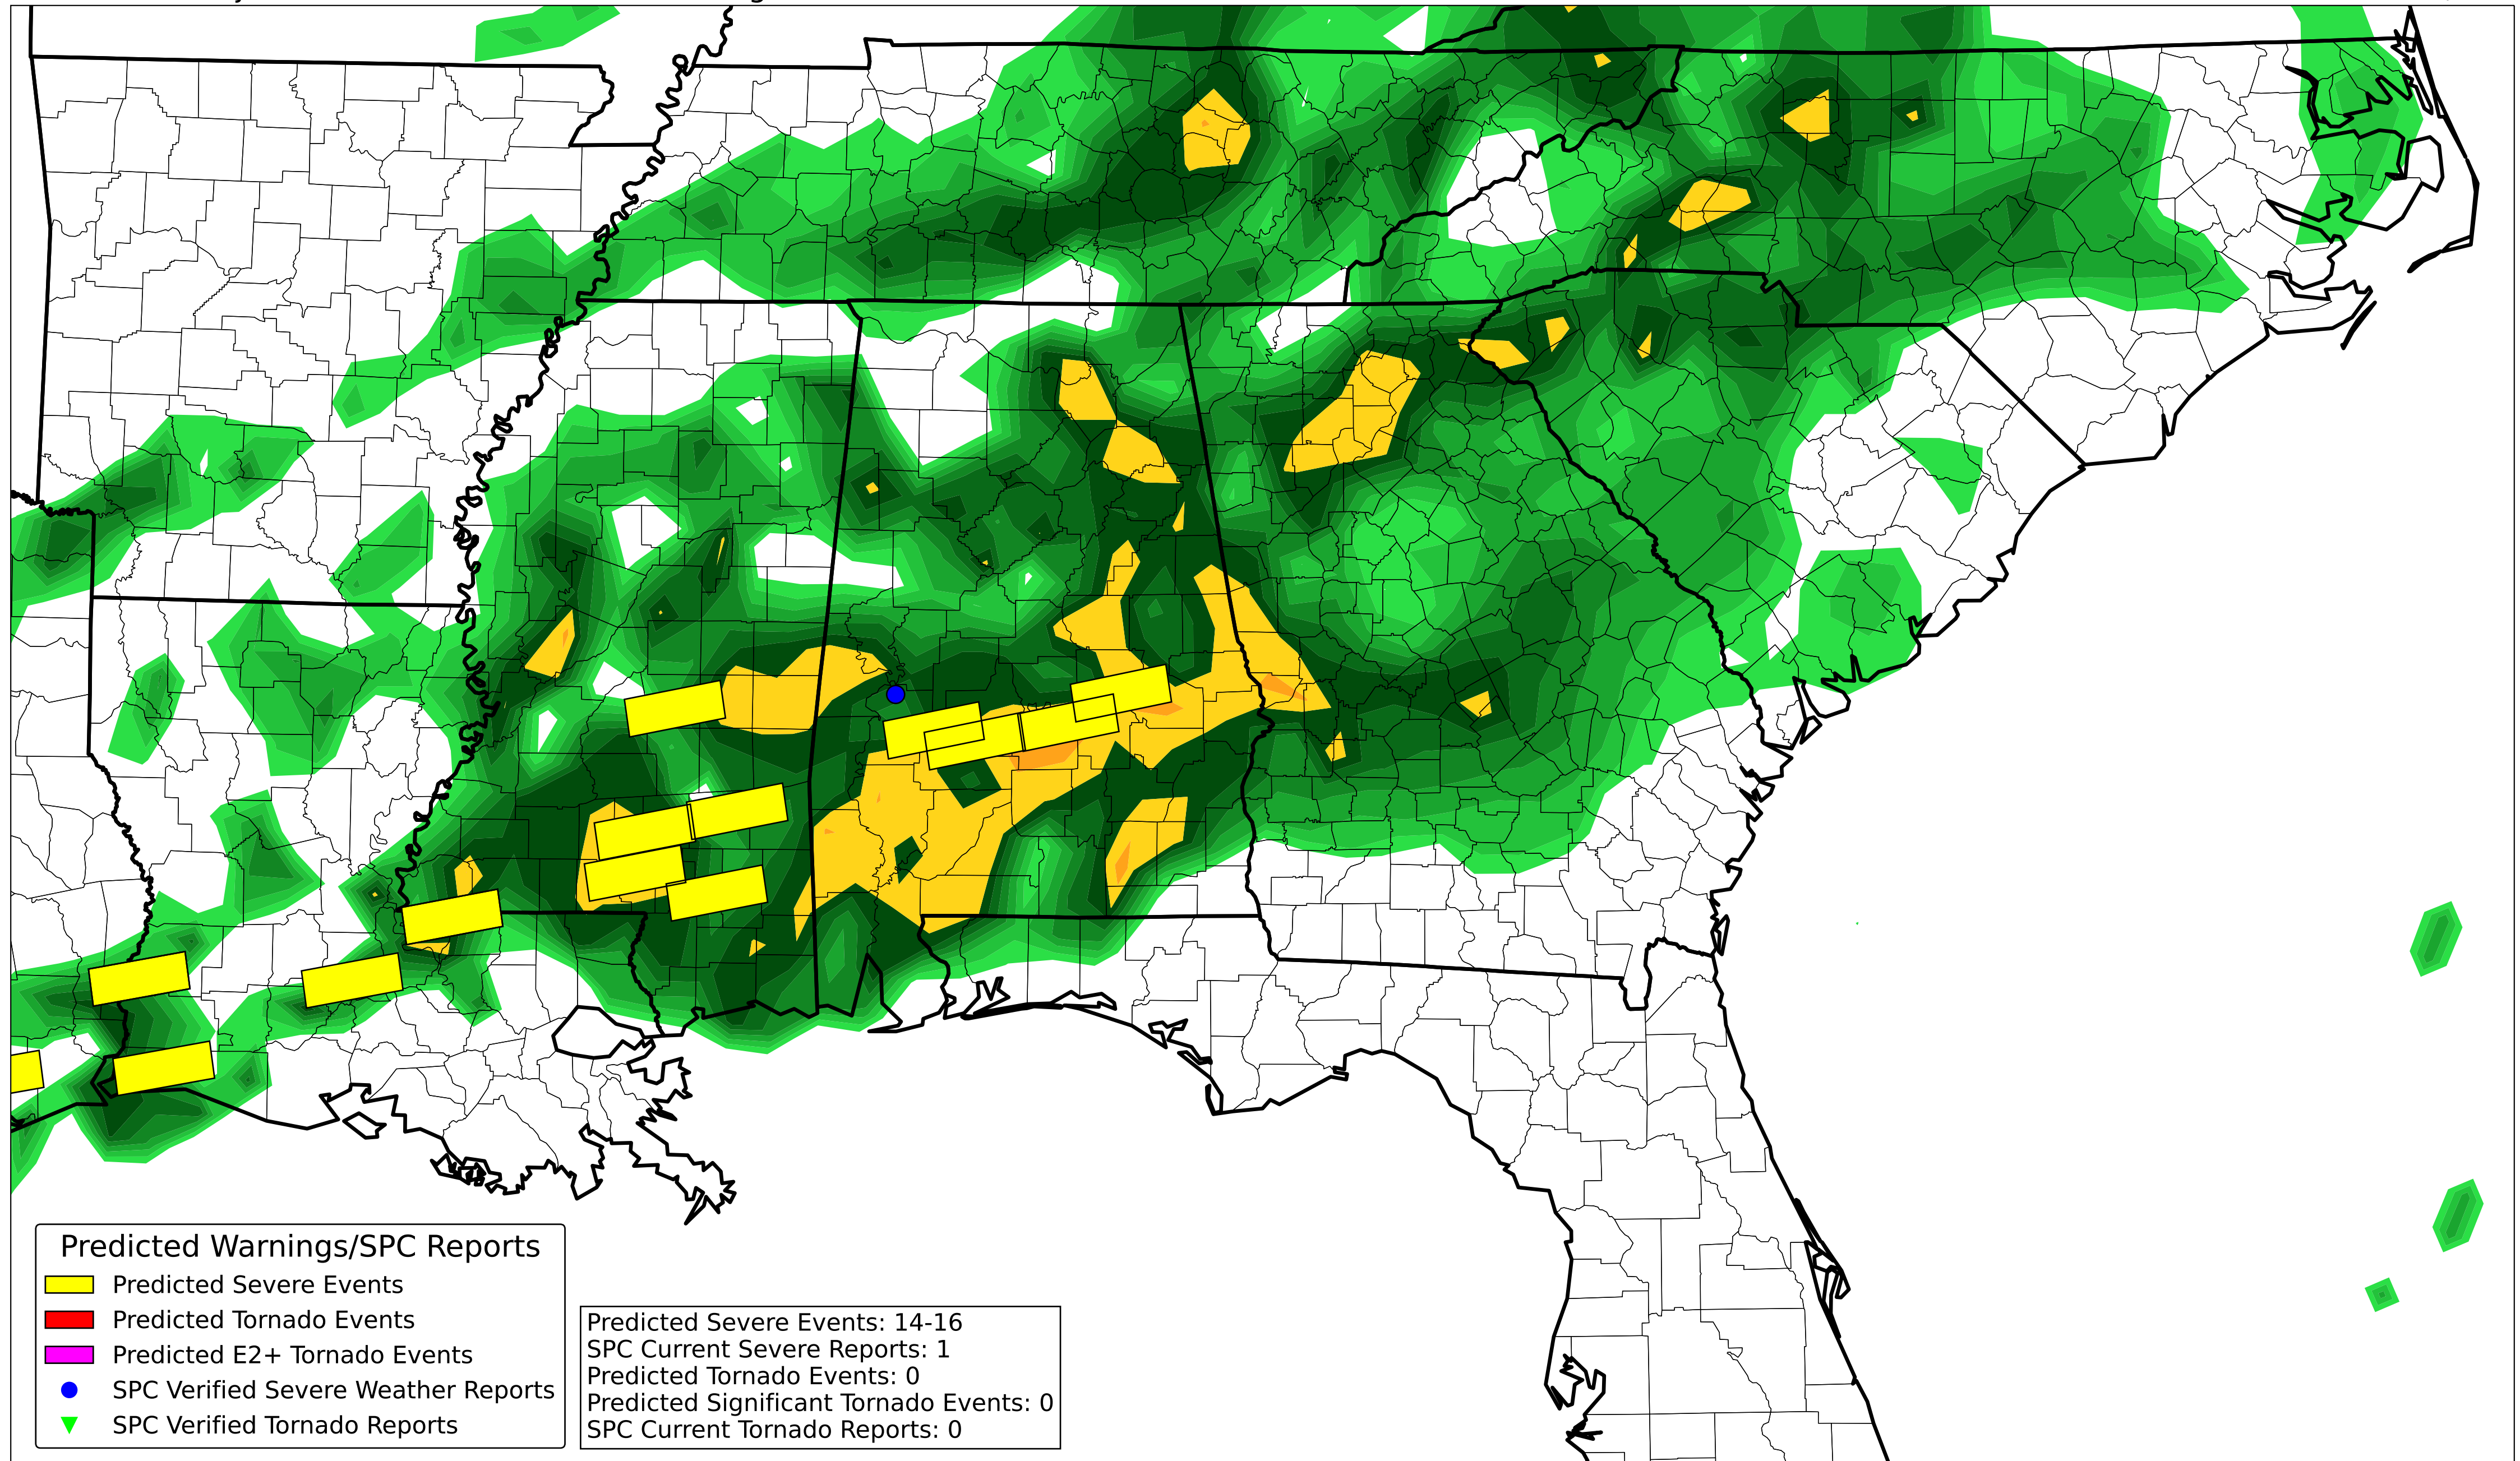 Predicted Warnings/SPC Reports
Predicted Severe Events
Predicted Tornado Events
Predicted E2+ Tornado Events
SPC Verified Severe Weather Reports
SPC Verified Tornado Reports
Predicted Severe Events: 14-16
SPC Current Severe Reports: 1
Predicted Tornado Events: 0
Predicted Significant Tornado Events: 0
SPC Current Tornado Reports: 0